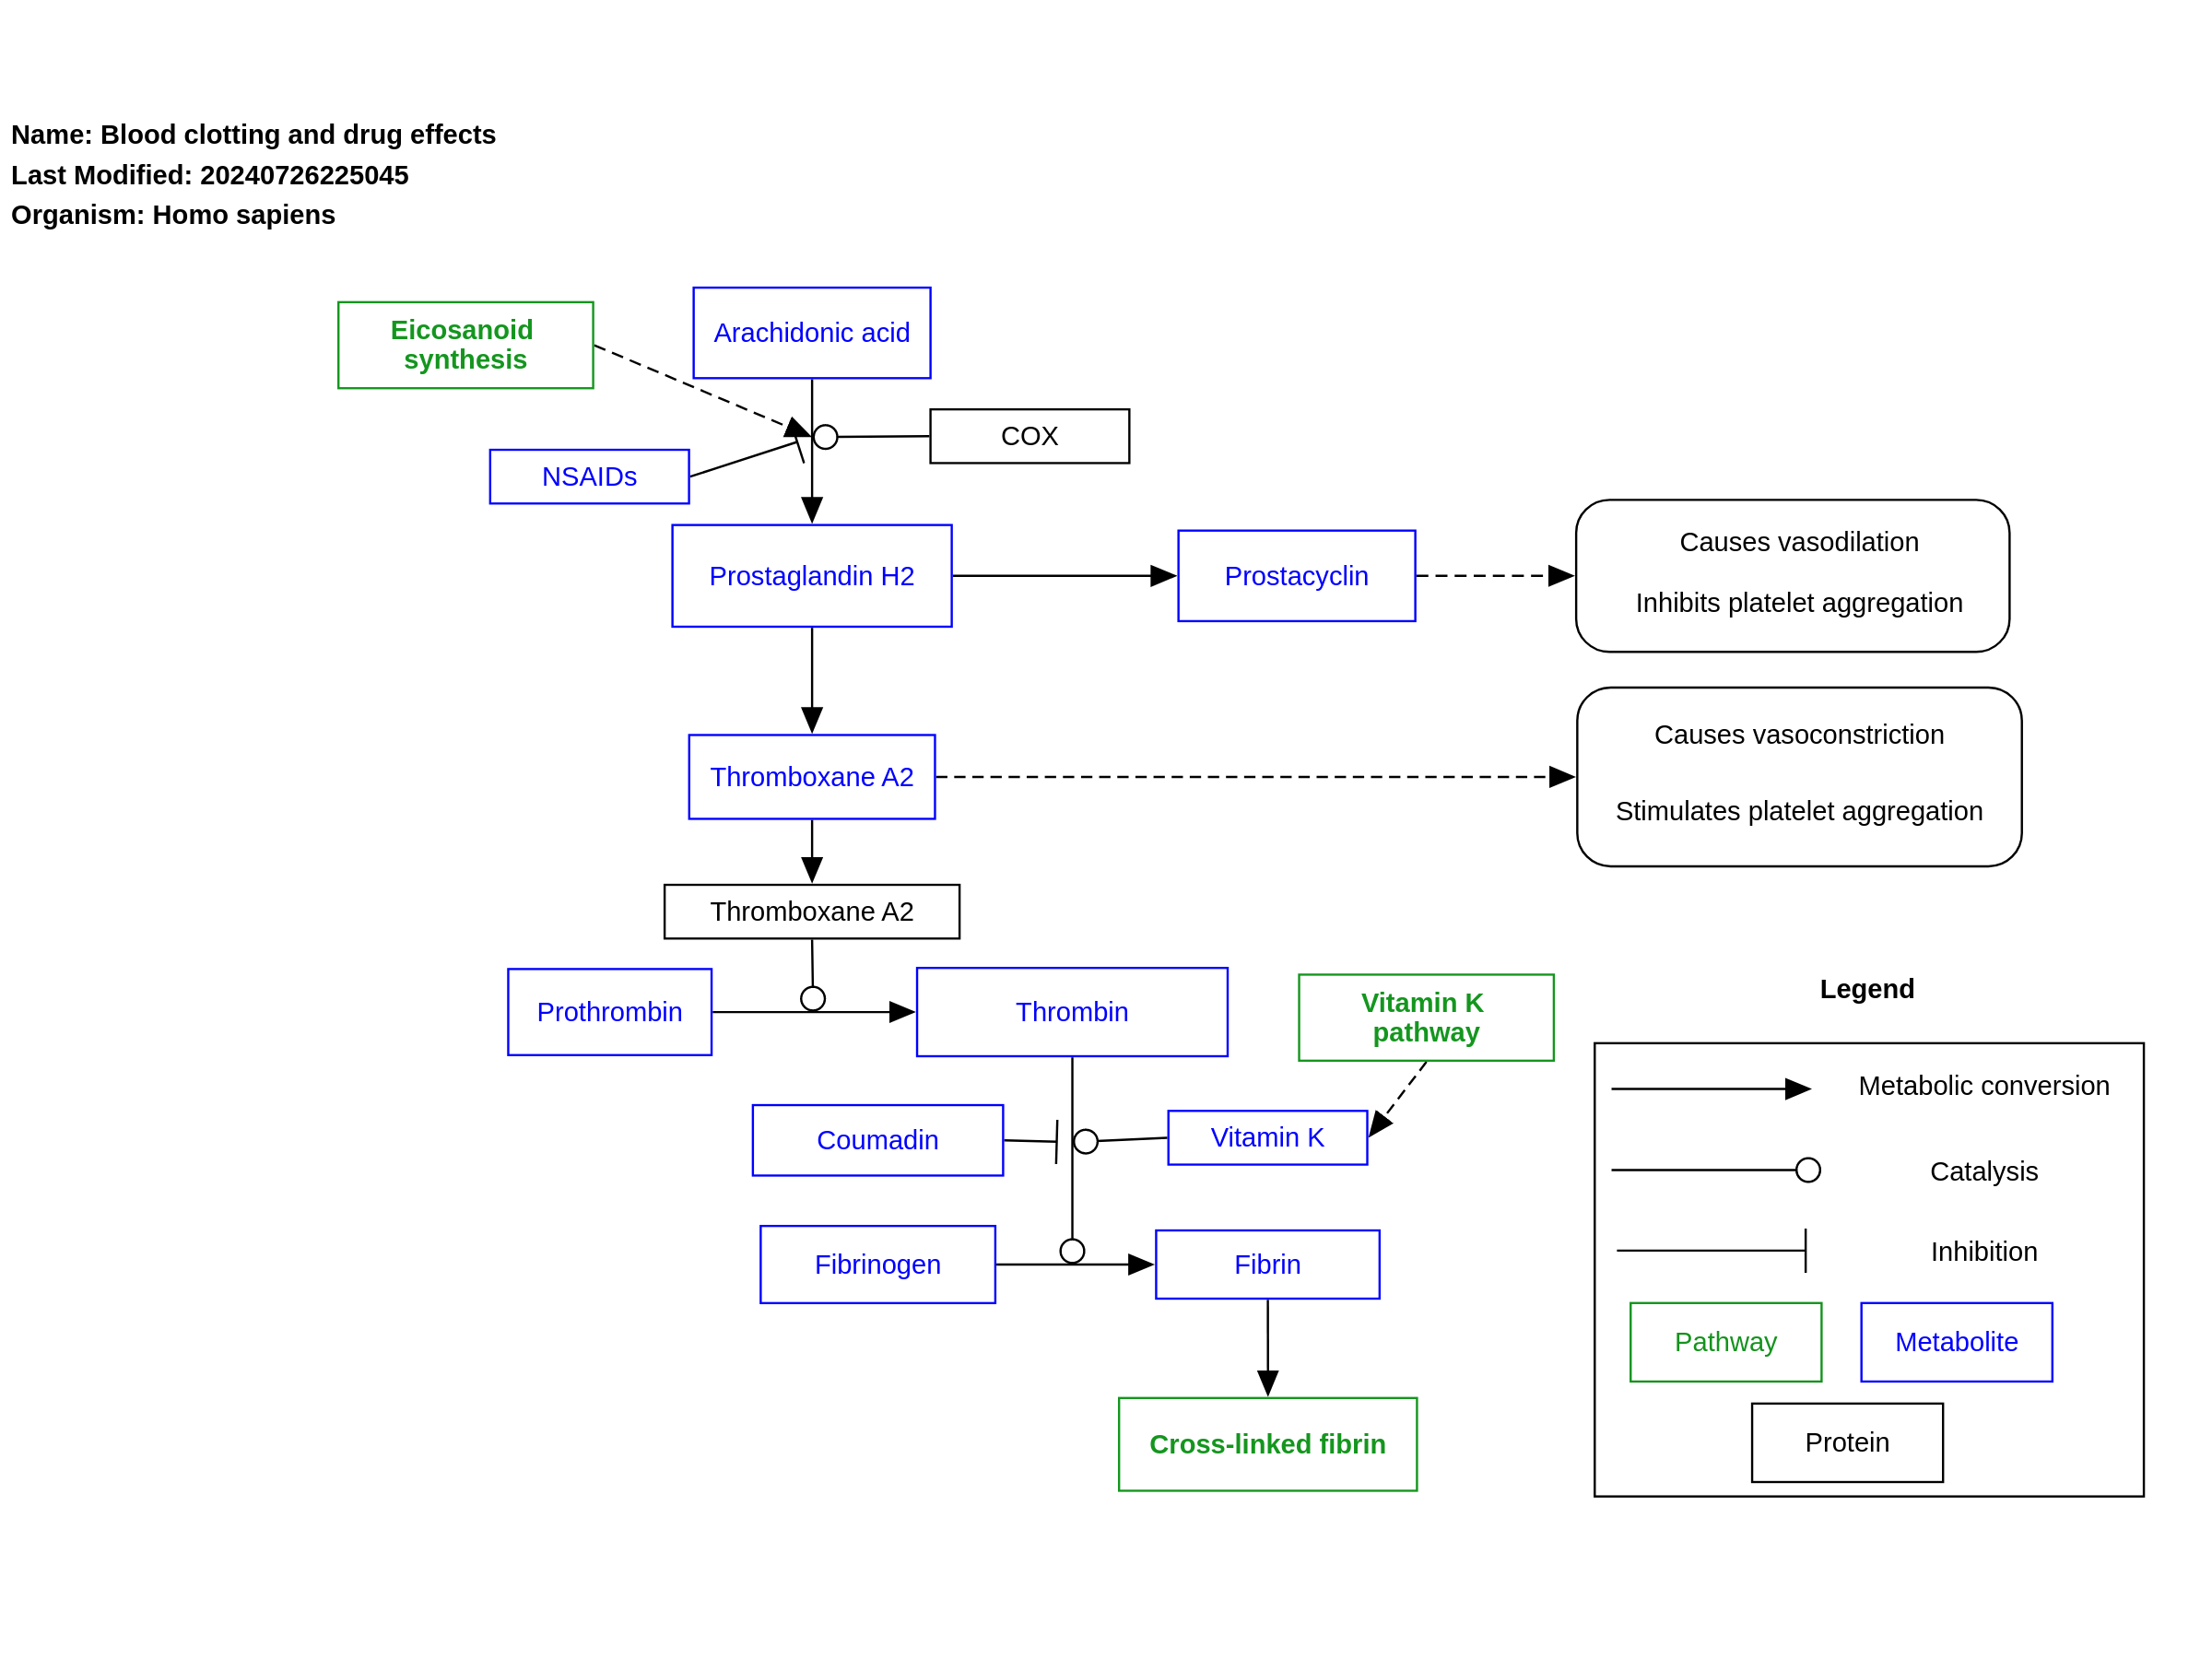 Name: Blood clotting and drug effects
Last Modified: 20240726225045
Organism: Homo sapiens
Eicosanoid
synthesis
Arachidonic acid
COX
NSAIDs
Prostaglandin H2
Prostacyclin
Causes vasodilation
Inhibits platelet aggregation
Thromboxane A2
Causes vasoconstriction
Stimulates platelet aggregation
Thromboxane A2
Prothrombin
Thrombin
Vitamin K
pathway
Coumadin
Vitamin K
Fibrinogen
Fibrin
Cross-linked fibrin
Legend
Metabolic conversion
Catalysis
Inhibition
Pathway
Metabolite
Protein